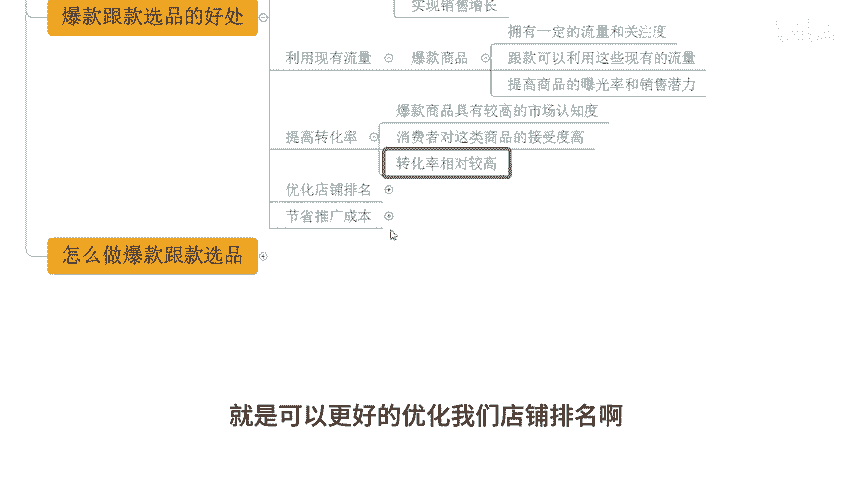 实现销售增长
爆款跟款选品的好处
拥有一定的流量和关注度
利用现有流量
爆款商品
跟款可以利用这些现有的流量
提高商品的曝光率和销售潜力
爆款商品具有较高的市场认知度
提高转化率
消费者对这类商品的接受度高
转化率相对较高
优化店铺排名
节省推广成本
怎么做爆款跟款选品
就是可以更好的优化我们店铺排名啊